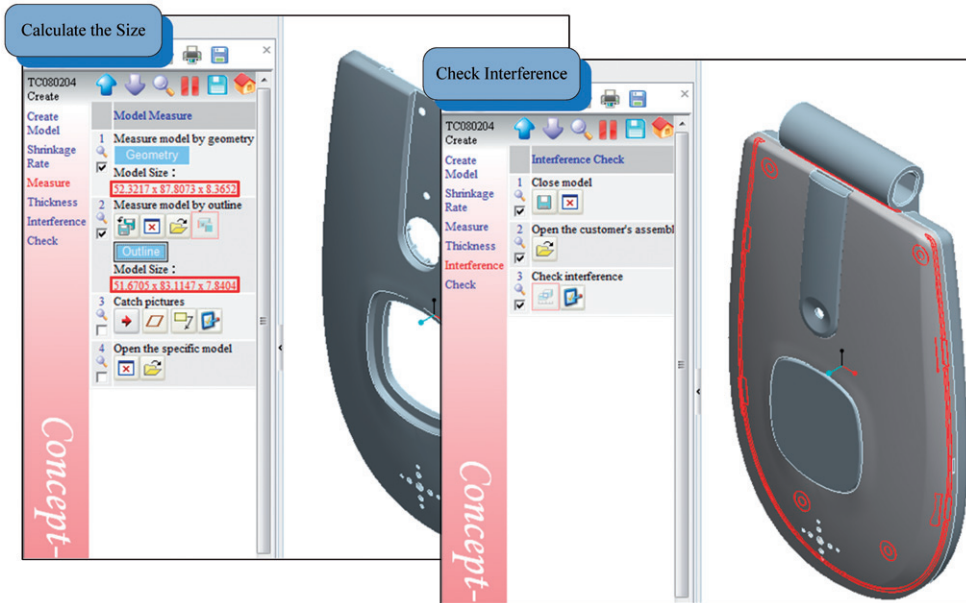 Calculate the Size
TC080204
Create
Create
Model
Shrinkage
Rate
Measure
Thickness
Interference
Check
Model Measure
1 Measure model by geometry
Geometry
Model Size：
52.3217 x 87.8073 x 8.3652
2 Measure model by outline
Outline
Model Size：
51.6705 x 83.1147 x 7.8404
3 Catch pictures
4 Open the specific model
Concept-
Check Interference
TC080204
Create
Create
Model
Shrinkage
Rate
Measure
Thickness
Interference
Check
Interference Check
1 Close model
2 Open the customer's assembl
3 Check interference
Concept-